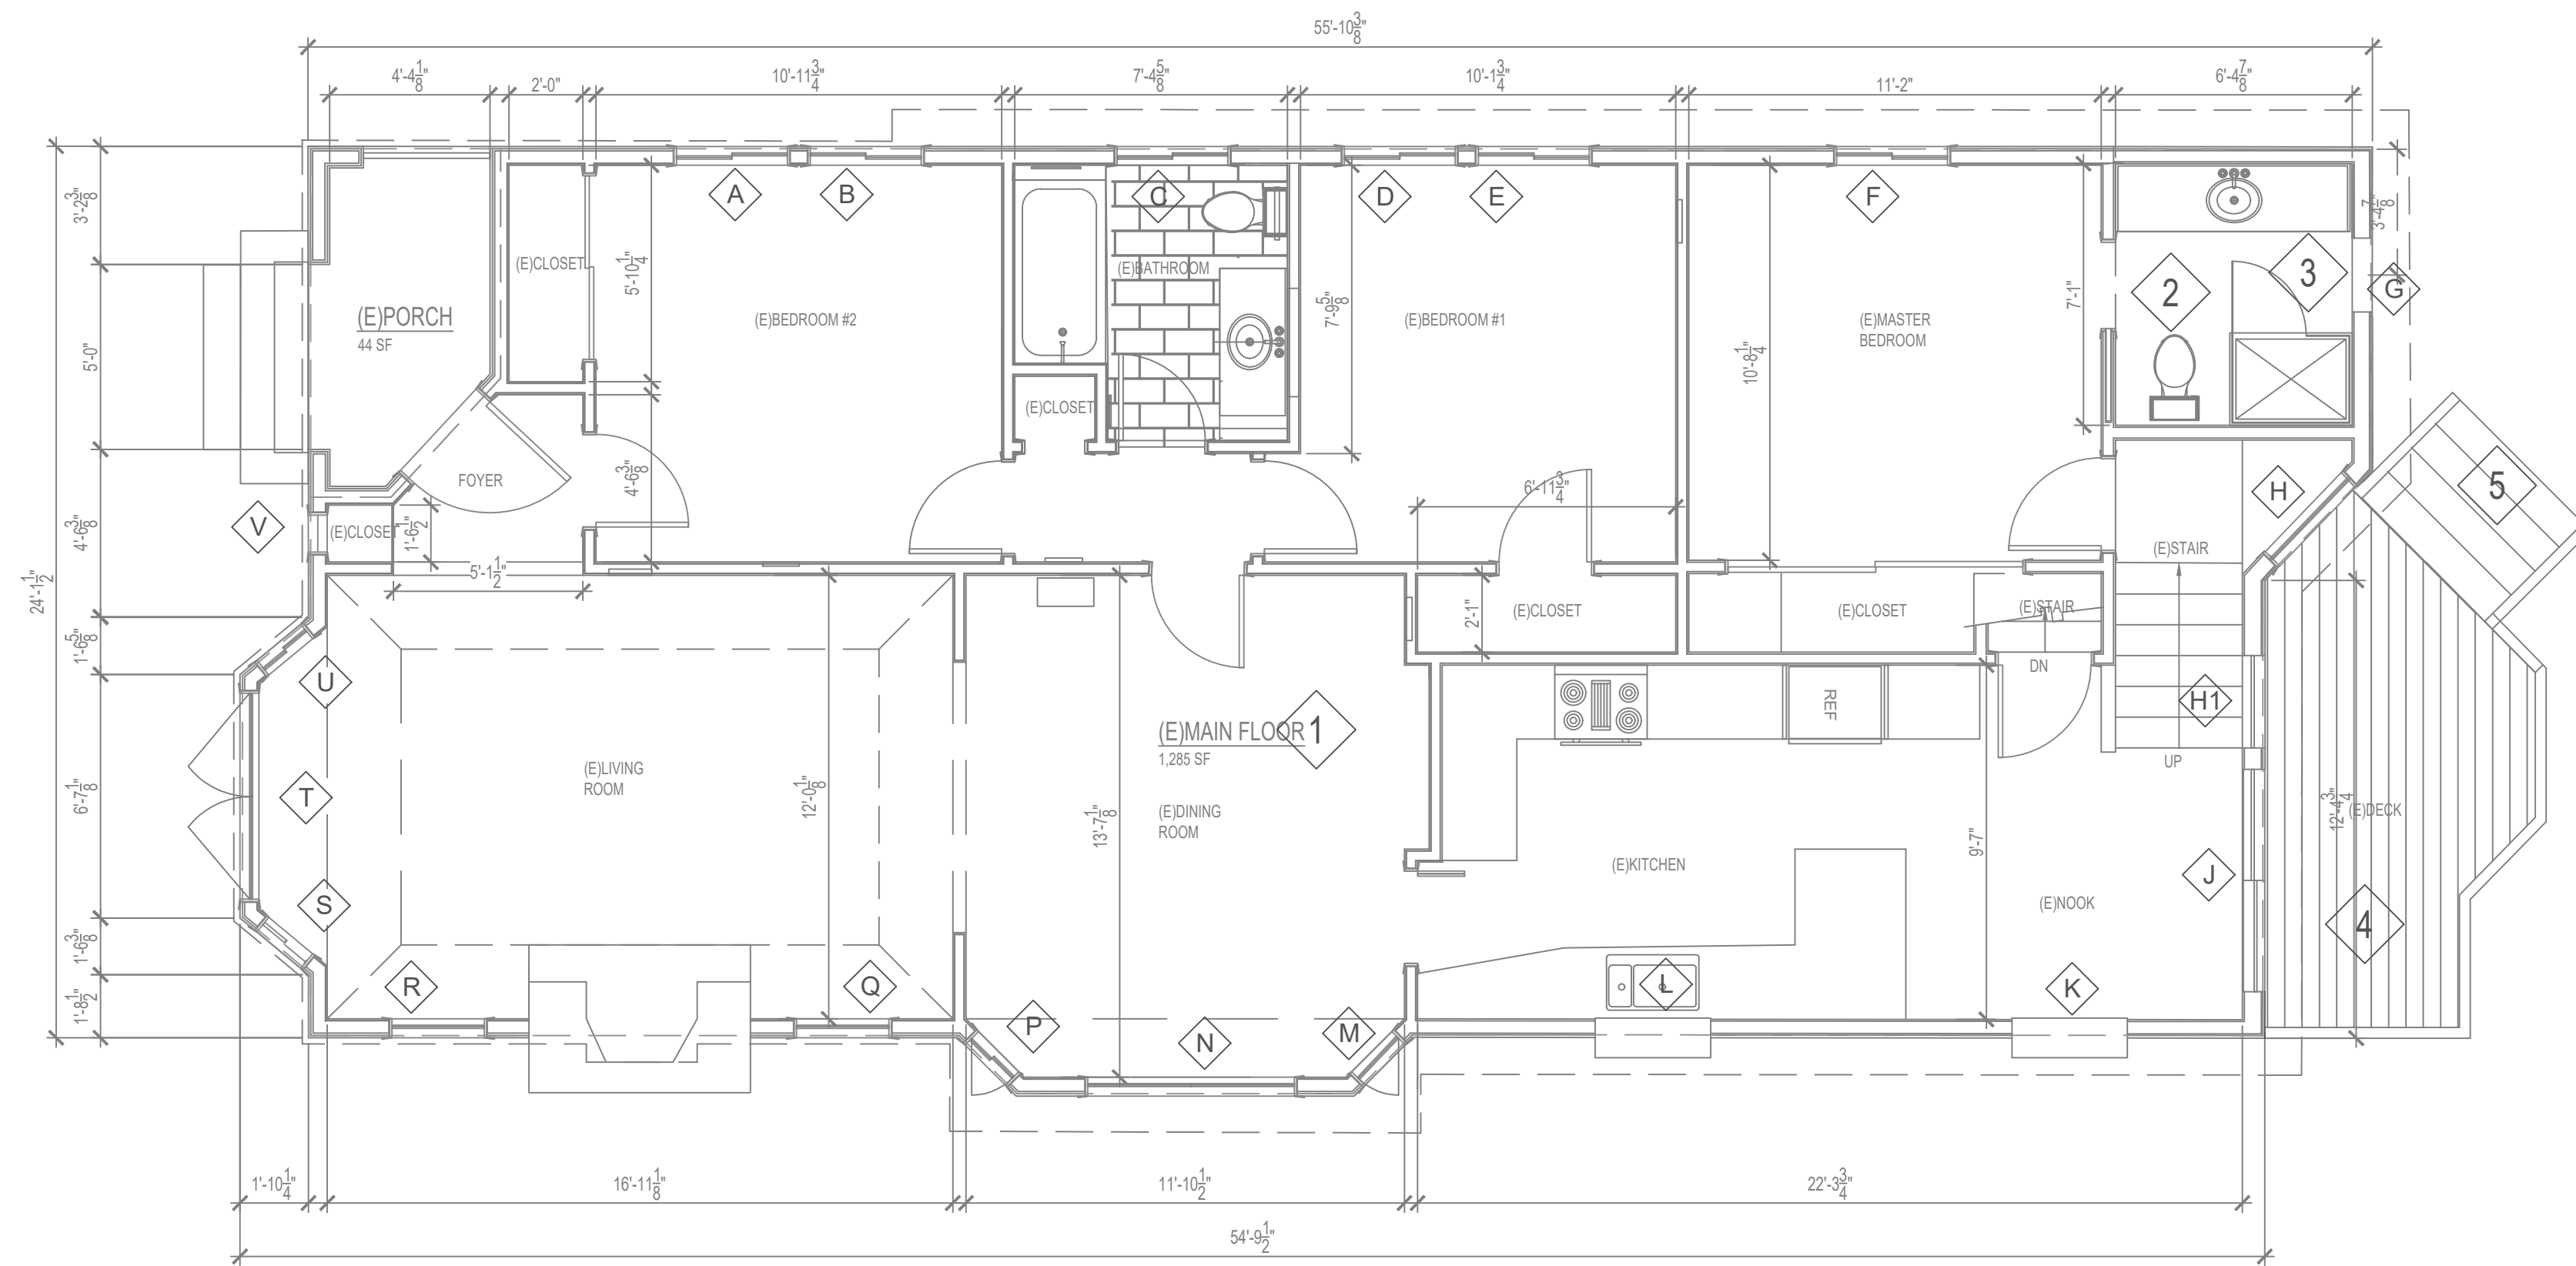 55'-10 3/8"
4'-4 1/8"
2'-0"
10'-11 3/4"
7'-4 5/8"
10'-1 3/4"
11'-2"
6'-4 7/8"
3'-2 3/8"
5'-0"
4'-6 3/8"
24'-1 1/2"
1'-6 5/8"
6'-7 1/8"
1'-6 3/8"
1'-8 1/2"
A
B
C
D
E
F
3'-4 7/8"
G
(E)CLOSET
5'-10 1/4"
(E)BATHROOM
7'-9 5/8"
7'-1"
2
3
(E)PORCH
44 SF
(E)BEDROOM #2
(E)BEDROOM #1
(E)MASTER
BEDROOM
10'-8 1/4"
(E)CLOSET
FOYER
4'-6 3/8"
6'-11 3/4"
H
5
V
(E)CLOSET
1'-6 1/2"
5'-1 1/2"
(E)STAIR
2'-1"
(E)CLOSET
(E)CLOSET
(E)STAIR
DN
U
H1
REF
(E)MAIN FLOOR
1,285 SF
1
UP
(E)LIVING
ROOM
12'-0 1/8"
T
(E)DINING
ROOM
13'-7 1/8"
12'-4 3/4"
(E)DECK
9'-7"
(E)KITCHEN
J
S
(E)NOOK
4
R
Q
L
K
P
N
M
1'-10 1/4"
16'-11 1/8"
11'-10 1/2"
22'-3 3/4"
54'-9 1/2"